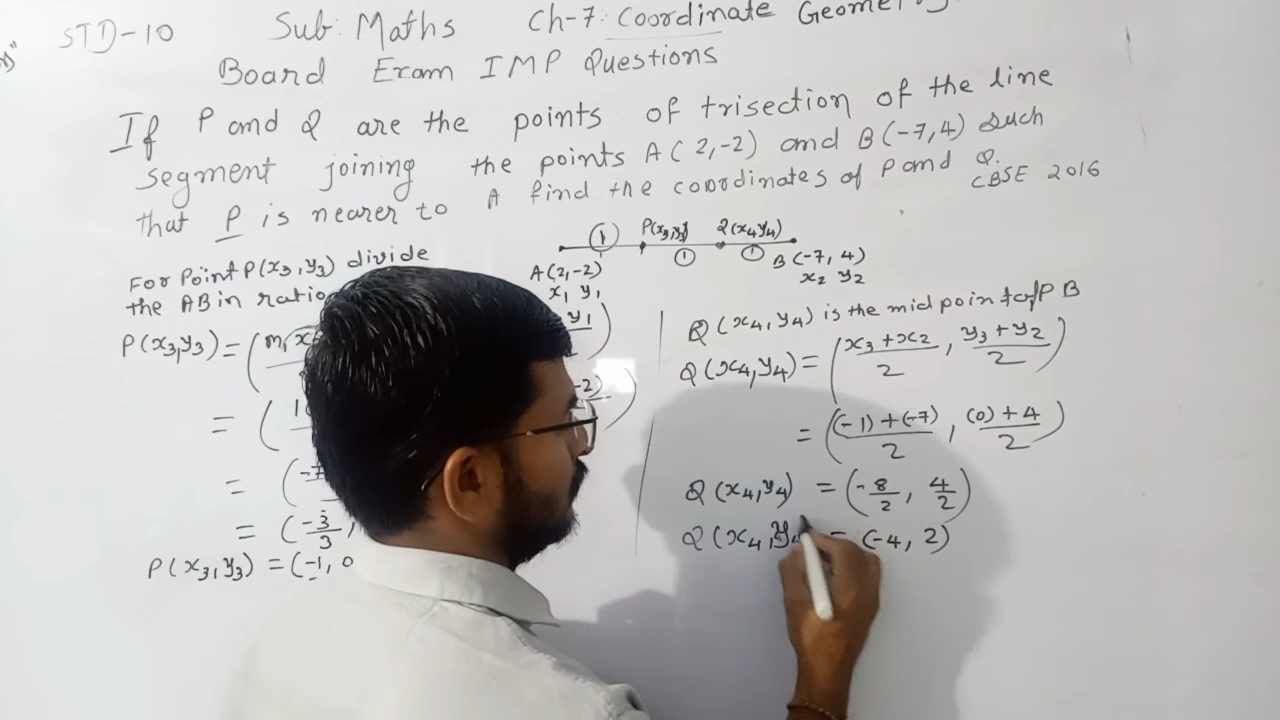 STD-10 Sub: Maths Ch-7: Coordinate Geometry
Board Exam IMP Questions
If P and Q are the points of trisection of the line
segment joining the points A(2,-2) and B(-7,4) such
that P is nearer to A find the coordinates of P and Q.
CBSE 2016
① P(x₃,y₃) ① Q(x₄,y₄) ①
A(2,-2) B(-7,4)
x₁ y₁ x₂ y₂
For Point P(x₃,y₃) divide
the AB in ratio
P(x₃,y₃) = (m₁x
y₁)
= (
-2)
= (-7
= (-3/3,
P(x₃,y₃) = (-1, 0
Q(x₄,y₄) is the mid point of PB
Q(x₄,y₄) = (x₃+x₂/2, y₃+y₂/2)
= ((-1)+(-7)/2, (0)+4/2)
Q(x₄,y₄) = (-8/2, 4/2)
Q(x₄,y₄ = (-4, 2)